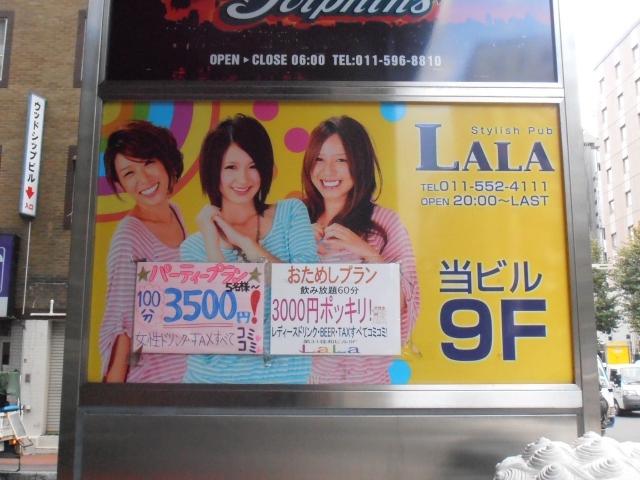 Dolphins
OPEN ▶ CLOSE 06:00 TEL:011-596-8810
ウッドシップビル
入口
Stylish Pub
LALA
TEL 011-552-4111
OPEN 20:00~LAST
当ビル
9F
★パーティープラン★
5名様~
100分 3500円!
女性ドリンク・TAXすべてコミコミ
おためしプラン
飲み放題60分
3000円ポッキリ!
レディースドリンク・BEER・TAXすべてコミコミ!
LaLa